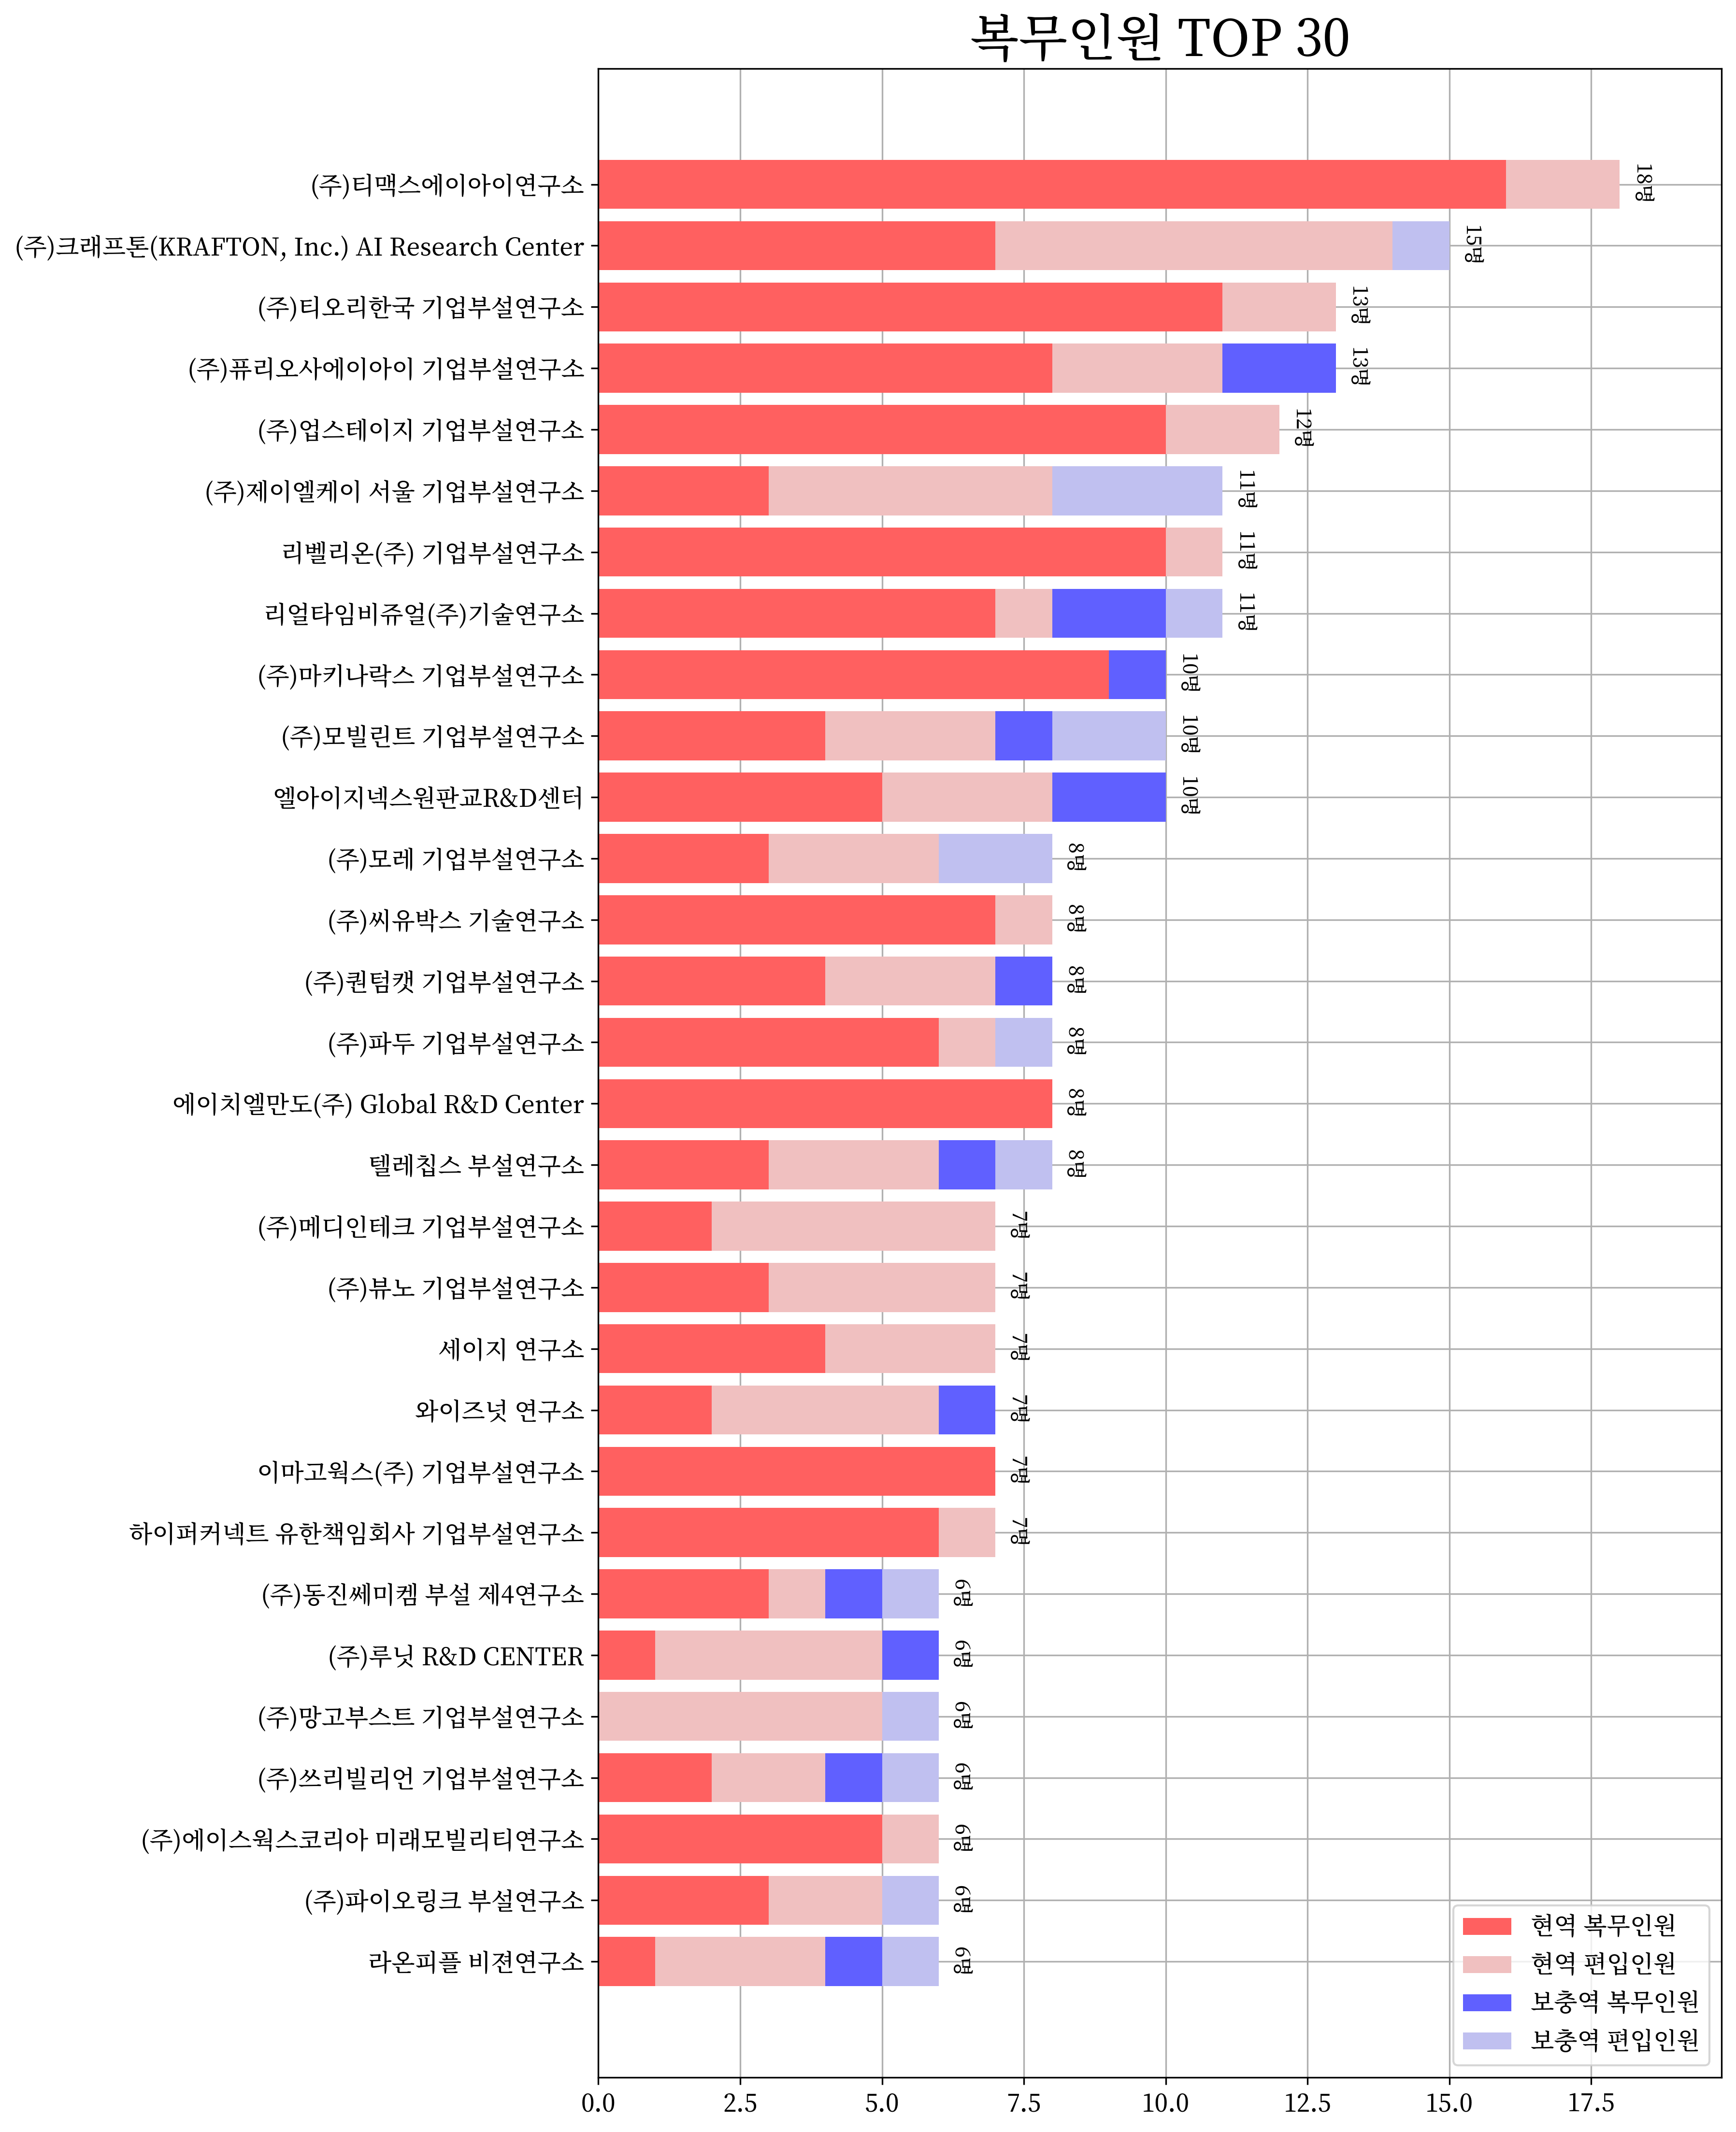 복무인원 TOP 30
(주)티맥스에이아이연구소
18명
(주)크래프톤(KRAFTON, Inc.) AI Research Center
15명
(주)티오리한국 기업부설연구소
13명
(주)퓨리오사에이아이 기업부설연구소
13명
(주)업스테이지 기업부설연구소
12명
(주)제이엘케이 서울 기업부설연구소
11명
리벨리온(주) 기업부설연구소
11명
리얼타임비쥬얼(주)기술연구소
11명
(주)마키나락스 기업부설연구소
10명
(주)모빌린트 기업부설연구소
10명
엘아이지넥스원판교R&D센터
10명
(주)모레 기업부설연구소
8명
(주)씨유박스 기술연구소
8명
(주)퀀텀캣 기업부설연구소
8명
(주)파두 기업부설연구소
8명
에이치엘만도(주) Global R&D Center
8명
텔레칩스 부설연구소
8명
(주)메디인테크 기업부설연구소
7명
(주)뷰노 기업부설연구소
7명
세이지 연구소
7명
와이즈넛 연구소
7명
이마고웍스(주) 기업부설연구소
7명
하이퍼커넥트 유한책임회사 기업부설연구소
7명
(주)동진쎄미켐 부설 제4연구소
6명
(주)루닛 R&D CENTER
6명
(주)망고부스트 기업부설연구소
6명
(주)쓰리빌리언 기업부설연구소
6명
(주)에이스웍스코리아 미래모빌리티연구소
6명
(주)파이오링크 부설연구소
6명
라온피플 비젼연구소
6명
현역 복무인원
현역 편입인원
보충역 복무인원
보충역 편입인원
0.0 2.5 5.0 7.5 10.0 12.5 15.0 17.5